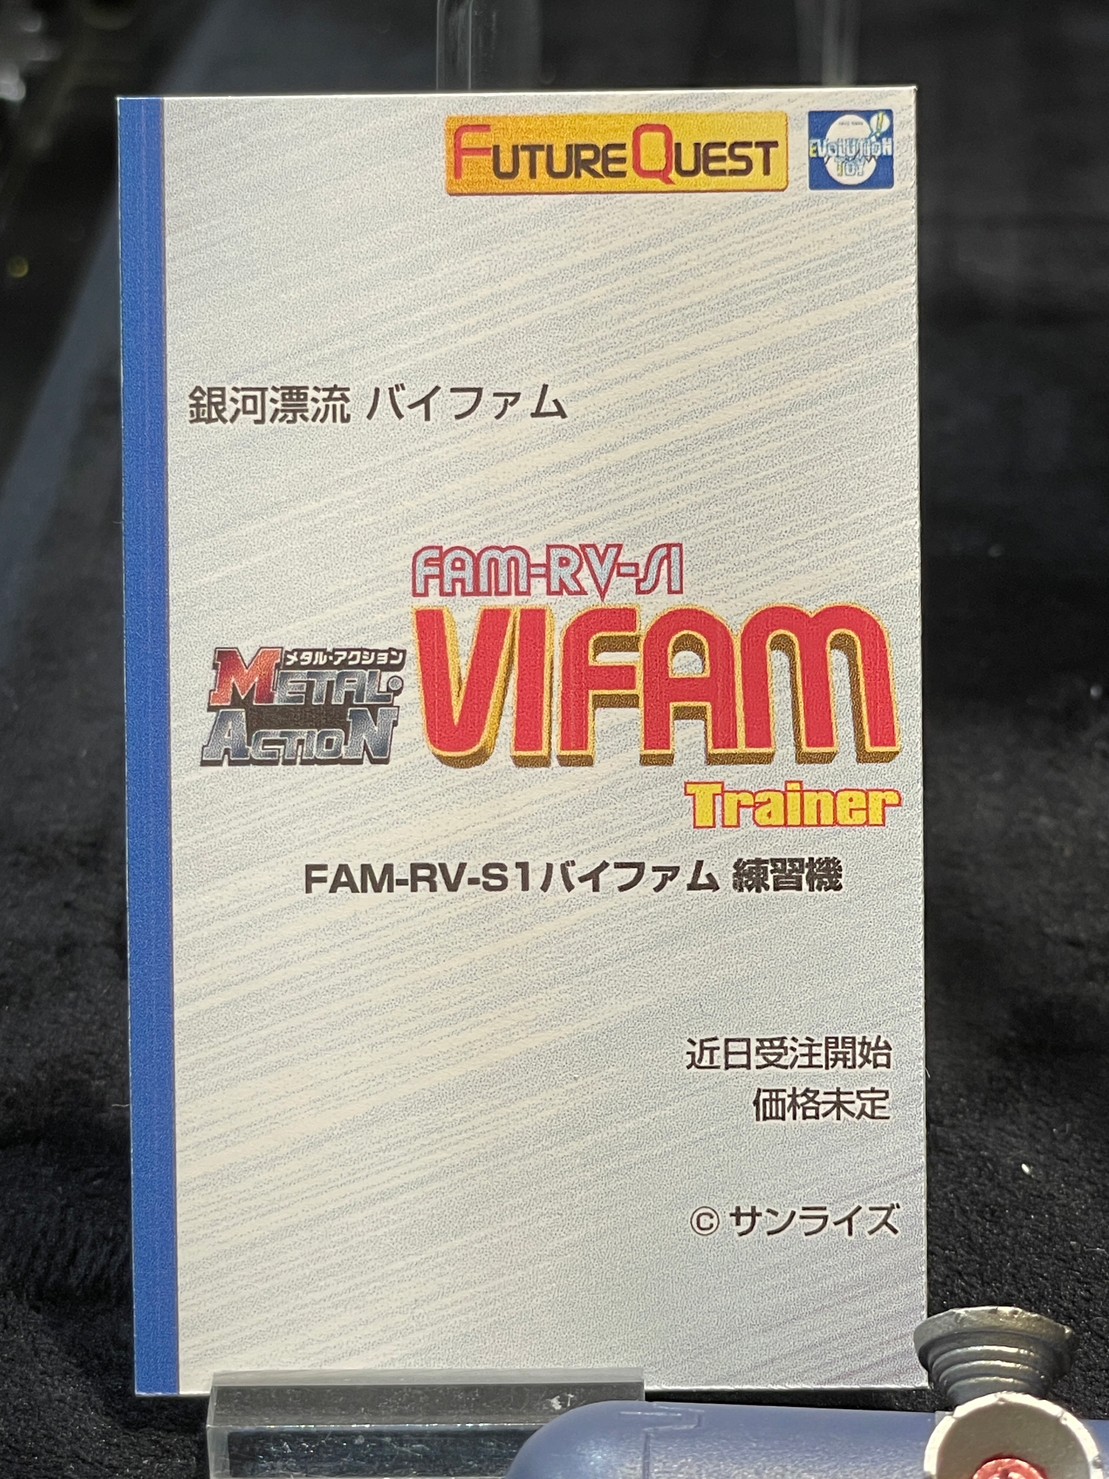 FUTURE QUEST
EVOLUTION
TOY
銀河漂流 バイファム
FAM-RV-S1
メタル・アクション
METAL・
ACTION
VIFAM
Trainer
FAM-RV-S1バイファム 練習機
近日受注開始
価格未定
© サンライズ